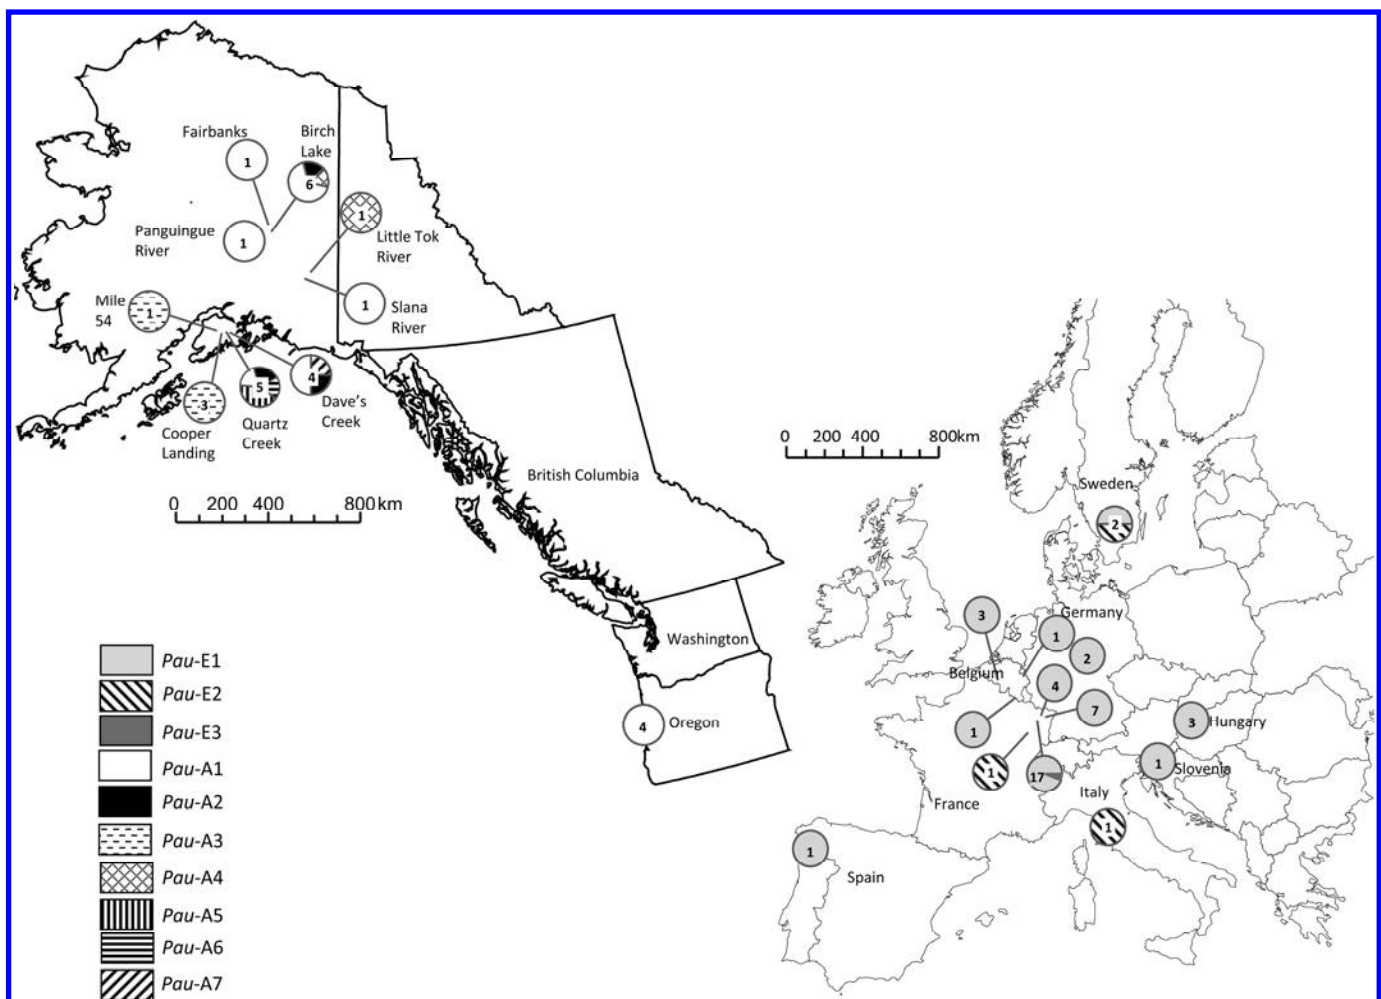 Fairbanks
1
Birch
Lake
6
Panguingue
River
1
1
Little Tok
River
Mile
54
1
1
Slana
River
3
Cooper
Landing
5
Quartz
Creek
4
Dave's
Creek
0 200 400 800 km
British Columbia
Washington
4
Oregon
0 200 400 800km
Sweden
2
Germany
3
1
2
Belgium
4
7
1
3
Hungary
1
17
1
Slovenia
France
Italy
1
1
Spain
Pau-E1
Pau-E2
Pau-E3
Pau-A1
Pau-A2
Pau-A3
Pau-A4
Pau-A5
Pau-A6
Pau-A7